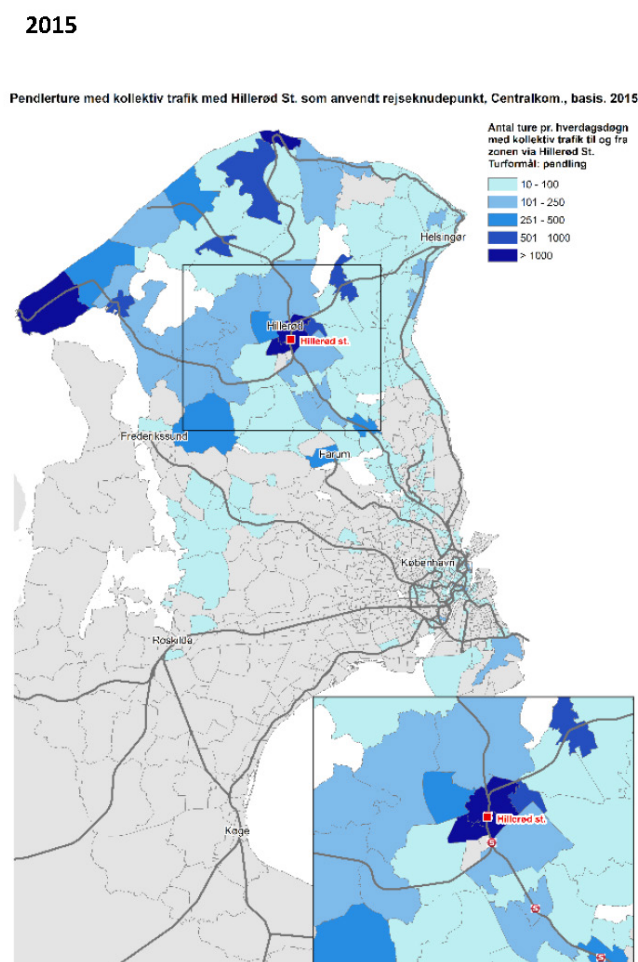 2015
Pendlerture med kollektiv trafik med Hillerød St. som anvendt rejseknudepunkt, Centralkom., basis. 2015
Antal ture pr. hverdagsdøgn
med kollektiv trafik til og fra
zonen via Hillerød St.
Turformål: pendling
10 - 100
101 - 250
251 - 500
501 1000
> 1000
Helsingør
Hillerød
Hillerød st.
Frederikssund
Farum
København
Roskilde
Køge
Hillerød st.
S
S
S